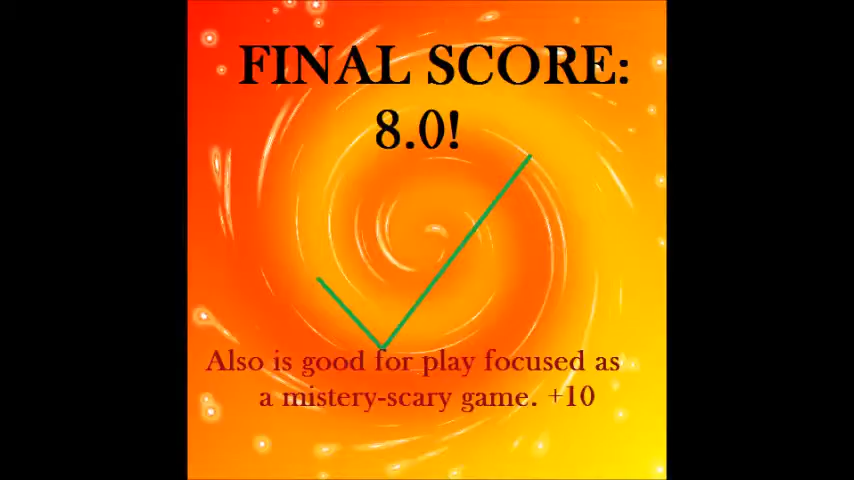 FINAL SCORE:
8.0!
Also is good for play focused as
a mistery-scary game. +10